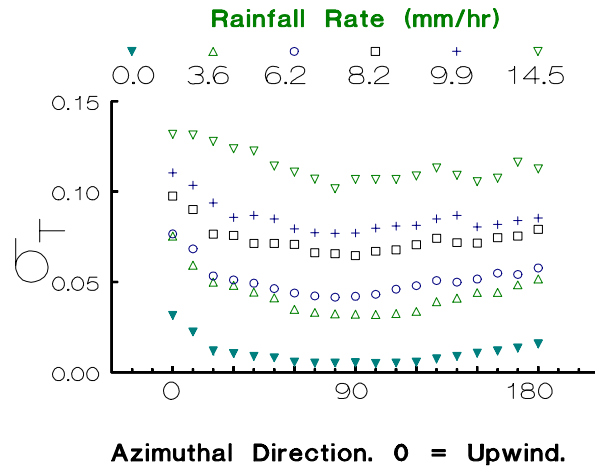 Rainfall Rate (mm/hr)
0.0 3.6 6.2 8.2 9.9 14.5
0.15
0.10
σT
0.05
0.00
0 90 180
Azimuthal Direction. 0 = Upwind.